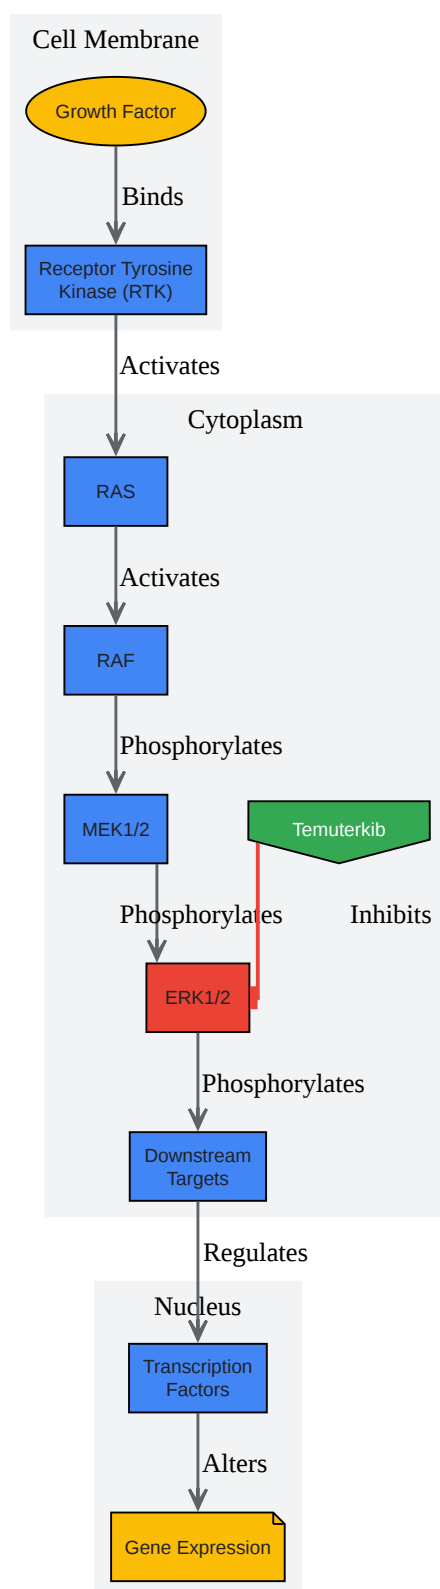 Cell Membrane
Growth Factor
Binds
Receptor Tyrosine
Kinase (RTK)
Activates
Cytoplasm
RAS
Activates
RAF
Phosphorylates
MEK1/2
Temuterkib
Phosphorylates
Inhibits
ERK1/2
Phosphorylates
Downstream
Targets
Regulates
Nucleus
Transcription
Factors
Alters
Gene Expression